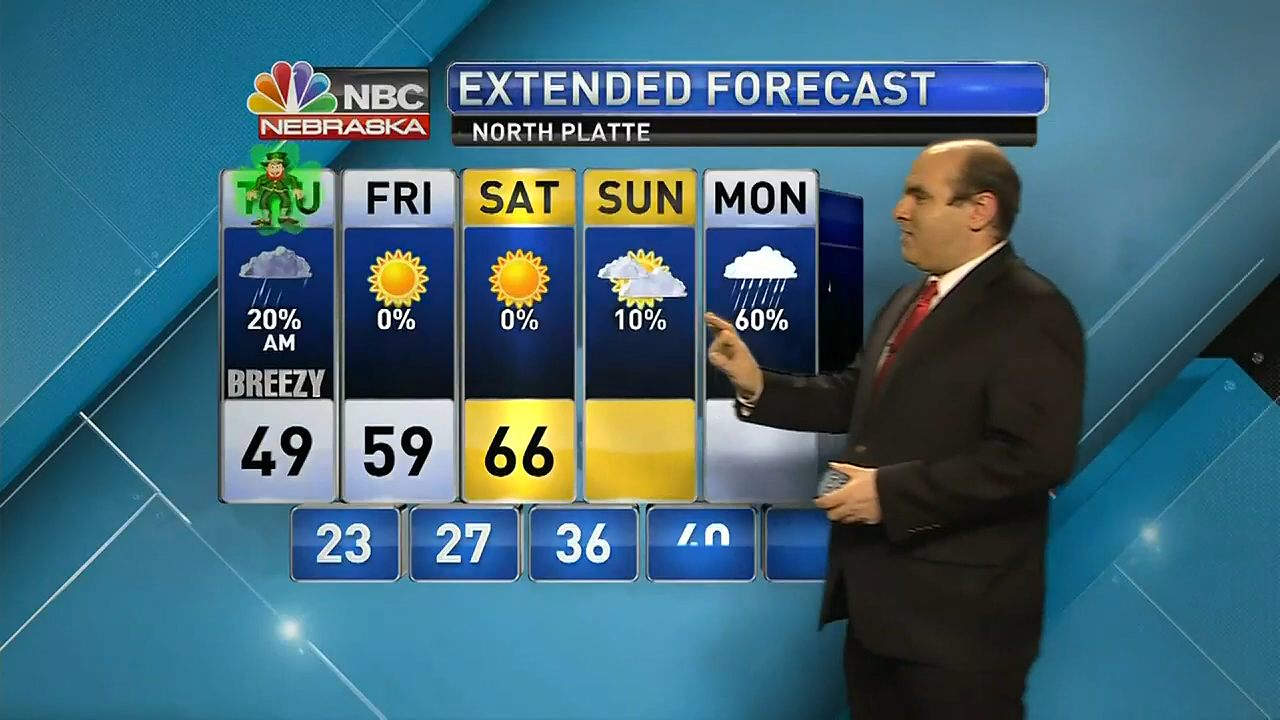 NBC
NEBRASKA
EXTENDED FORECAST
NORTH PLATTE
FRI
SAT
SUN
MON
20%
AM
0%
0%
10%
60%
BREEZY
49
59
66
23
27
36